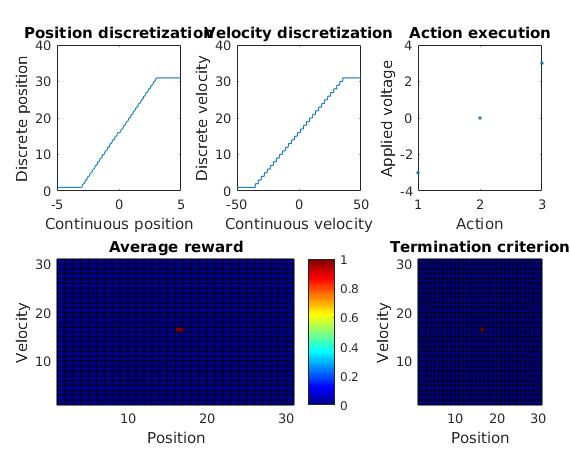 Position discretization
Velocity discretization
Action execution
40
30
20
10
0
-5
0
5
Discrete position
Continuous position
40
30
20
10
0
-50
0
50
Discrete velocity
Continuous velocity
4
2
0
-2
-4
1
2
3
Applied voltage
Action
Average reward
30
20
10
10
20
30
Velocity
Position
1
0.8
0.6
0.4
0.2
0
Termination criterion
30
20
10
10
20
30
Velocity
Position